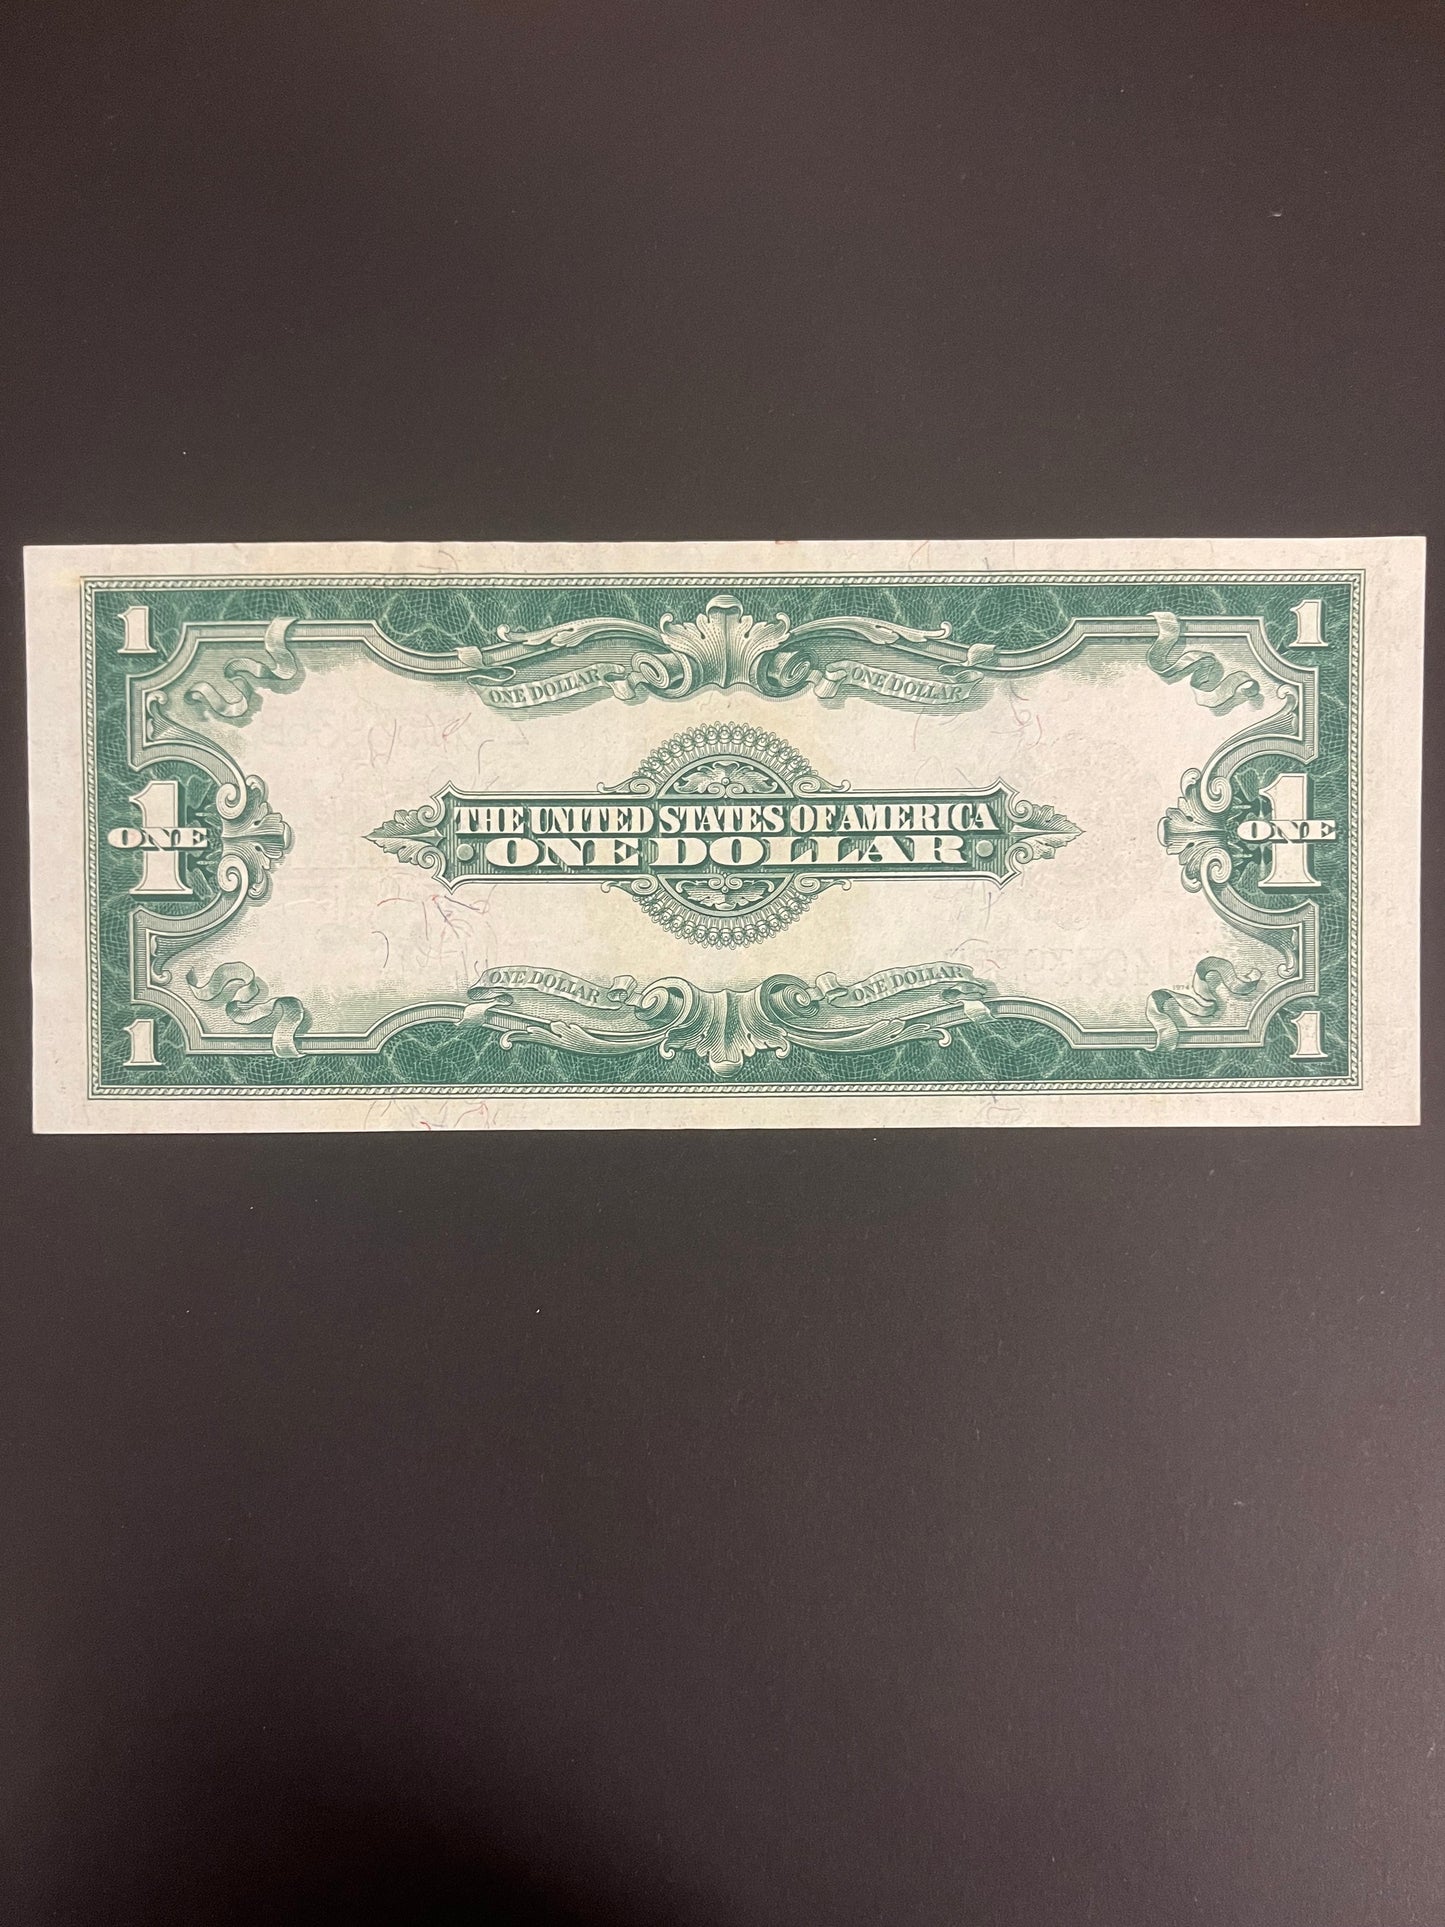 1 1
ONE DOLLAR ONE DOLLAR
THE UNITED STATES OF AMERICA
1 ONE 1 ONE
ONE DOLLAR
ONE DOLLAR ONE DOLLAR
1974
1 1